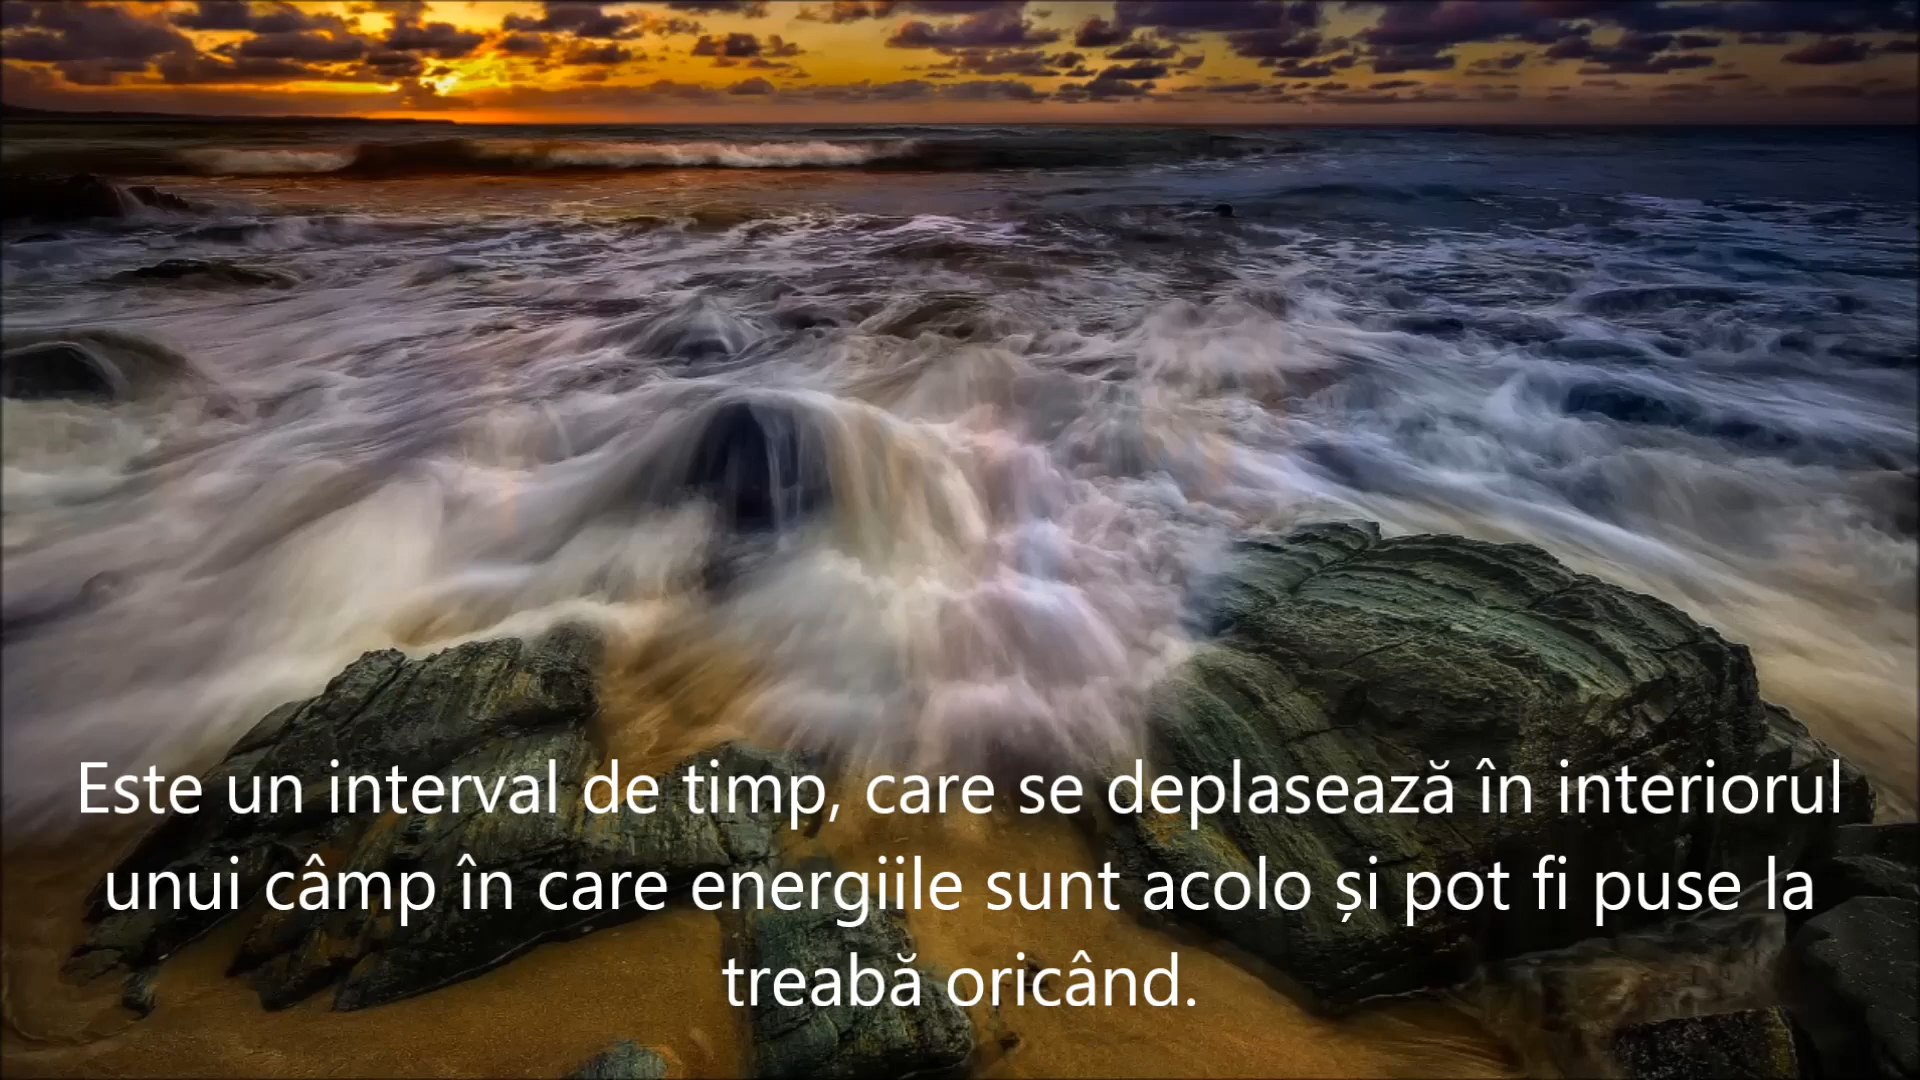 Este un interval de timp, care se deplasează în interiorul
unui câmp în care energiile sunt acolo și pot fi puse la
treabă oricând.